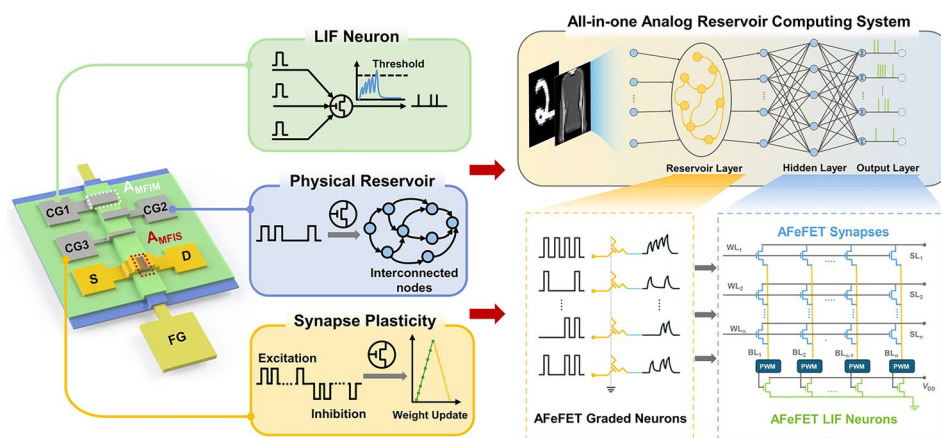 LIF Neuron
Threshold
Physical Reservoir
Interconnected
nodes
Synapse Plasticity
Excitation
Inhibition
Weight Update
CG1
A_MFIM
CG2
CG3
A_MFIS
S
D
FG
All-in-one Analog Reservoir Computing System
Reservoir Layer
Hidden Layer
Output Layer
Σ
Σ
Σ
Σ
AFeFET Graded Neurons
AFeFET Synapses
WL₁
SL₁
WL₂
SL₂
WLₙ
SLₙ
BL₁
BL₂
BLₙ₋₁
BLₙ
PWM
PWM
PWM
PWM
V_DD
AFeFET LIF Neurons